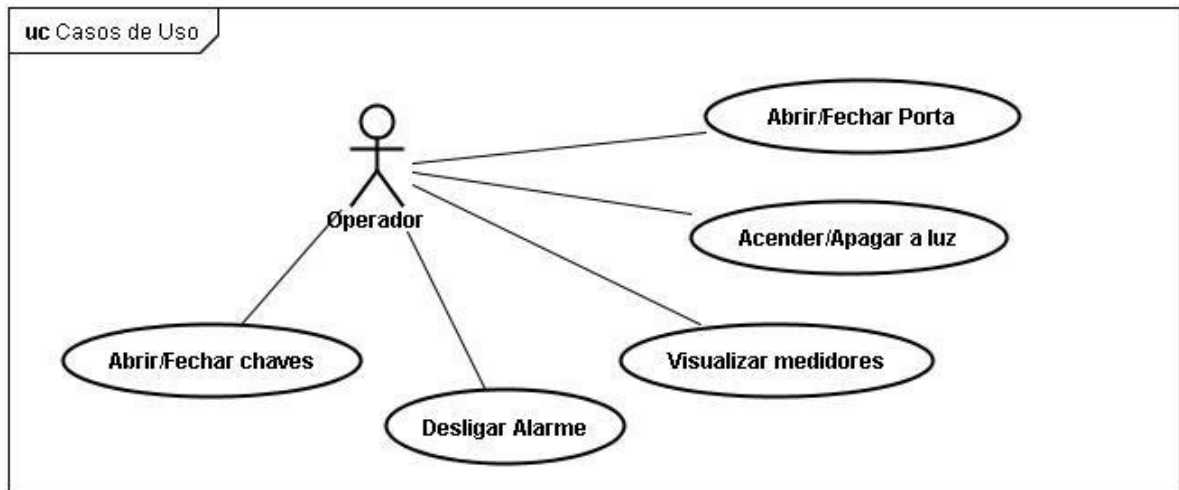 uc Casos de Uso
Abrir/Fechar Porta
Operador
Acender/Apagar a luz
Abrir/Fechar chaves
Visualizar medidores
Desligar Alarme